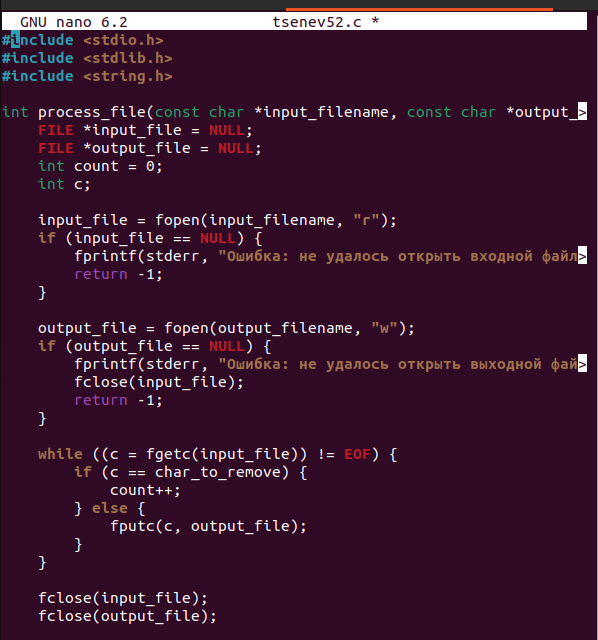 GNU nano 6.2 tsenev52.c *
#include <stdio.h>
#include <stdlib.h>
#include <string.h>
int process_file(const char *input_filename, const char *output_>
    FILE *input_file = NULL;
    FILE *output_file = NULL;
    int count = 0;
    int c;
    input_file = fopen(input_filename, "r");
    if (input_file == NULL) {
        fprintf(stderr, "Ошибка: не удалось открыть входной файл>
        return -1;
    }
    output_file = fopen(output_filename, "w");
    if (output_file == NULL) {
        fprintf(stderr, "Ошибка: не удалось открыть выходной фай>
        fclose(input_file);
        return -1;
    }
    while ((c = fgetc(input_file)) != EOF) {
        if (c == char_to_remove) {
            count++;
        } else {
            fputc(c, output_file);
        }
    }
    fclose(input_file);
    fclose(output_file);